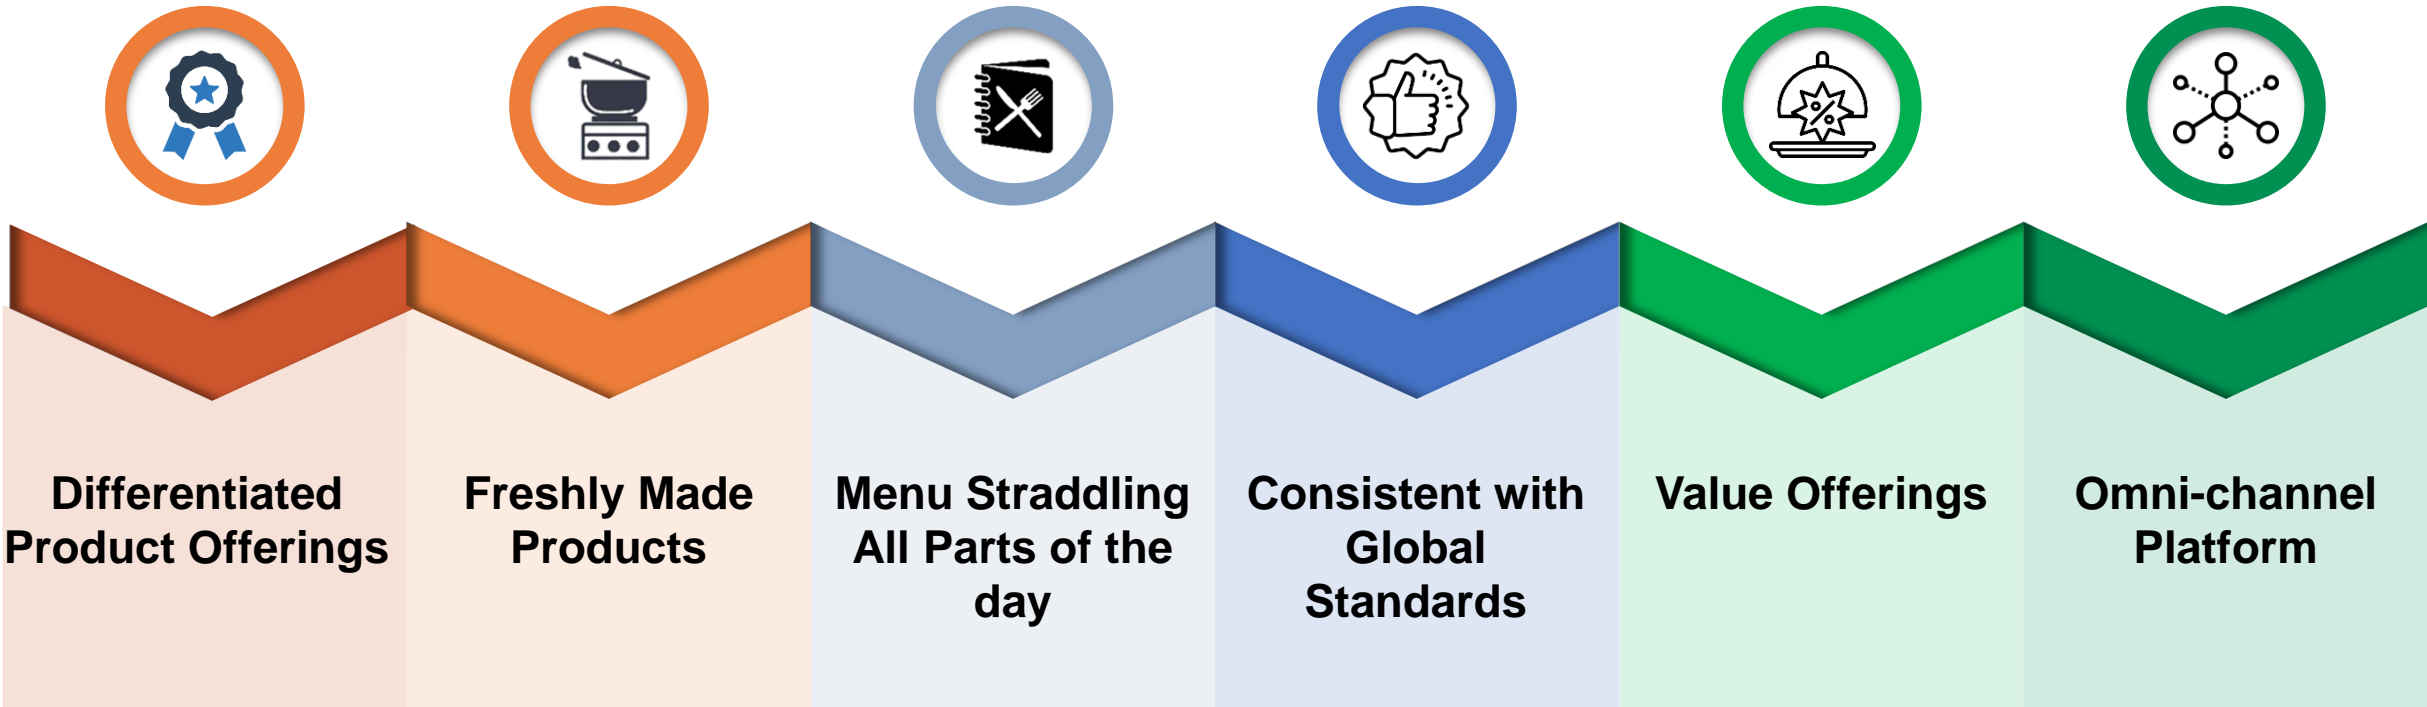 Differentiated
Product Offerings
Freshly Made
Products
Menu Straddling
All Parts of the
day
Consistent with
Global
Standards
Value Offerings
Omni-channel
Platform